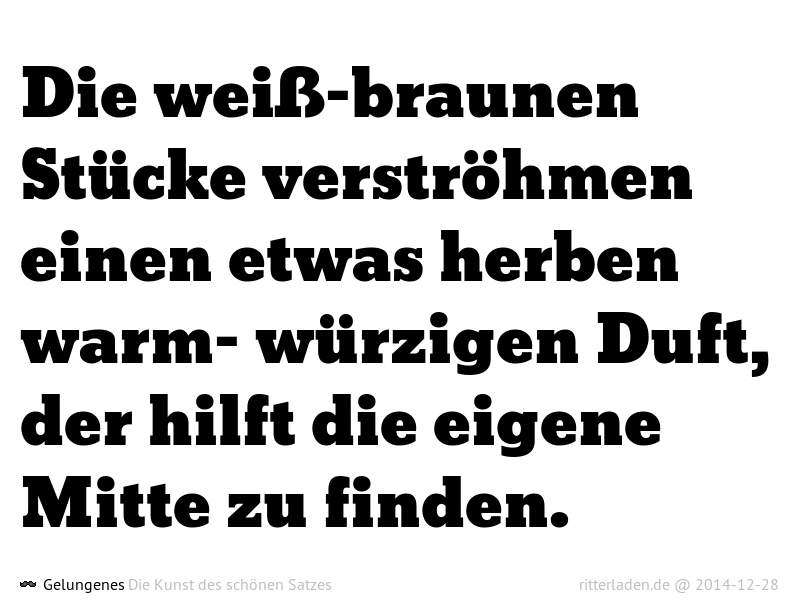 Die weiß-braunen
Stücke verströhmen
einen etwas herben
warm- würzigen Duft,
der hilft die eigene
Mitte zu finden.
Gelungenes Die Kunst des schönen Satzes
ritterladen.de @ 2014-12-28